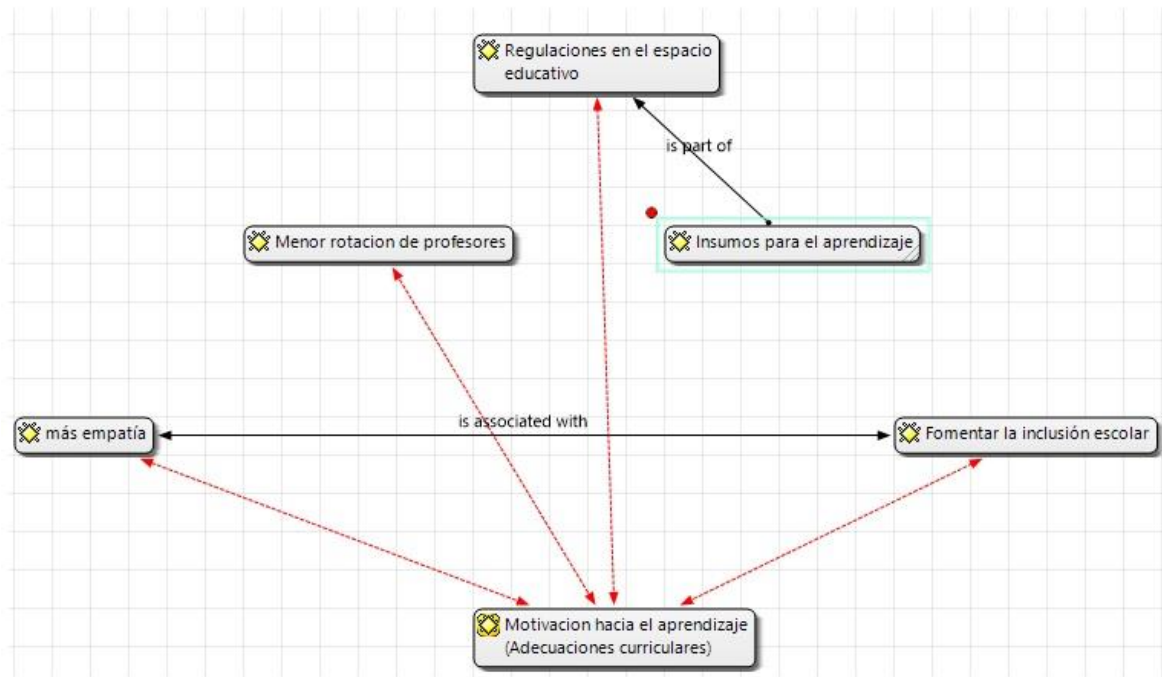 Regulaciones en el espacio
educativo
is part of
Menor rotacion de profesores
Insumos para el aprendizaje
is associated with
más empatía
Fomentar la inclusión escolar
Motivacion hacia el aprendizaje
(Adecuaciones curriculares)